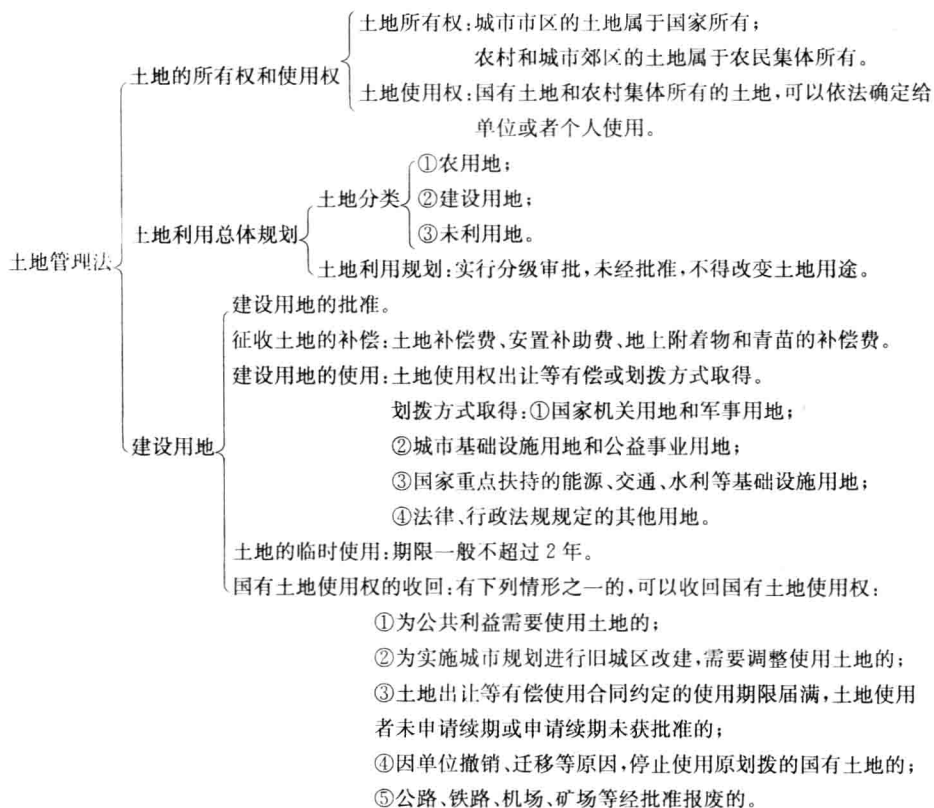 土地所有权:城市市区的土地属于国家所有;
农村和城市郊区的土地属于农民集体所有。
土地的所有权和使用权
土地使用权:国有土地和农村集体所有的土地,可以依法确定给
单位或者个人使用。
①农用地;
土地分类
②建设用地;
③未利用地。
土地利用总体规划
土地利用规划:实行分级审批,未经批准,不得改变土地用途。
土地管理法
建设用地的批准。
征收土地的补偿:土地补偿费、安置补助费、地上附着物和青苗的补偿费。
建设用地的使用:土地使用权出让等有偿或划拨方式取得。
划拨方式取得:①国家机关用地和军事用地;
②城市基础设施用地和公益事业用地;
建设用地
③国家重点扶持的能源、交通、水利等基础设施用地;
④法律、行政法规规定的其他用地。
土地的临时使用:期限一般不超过 2 年。
国有土地使用权的收回:有下列情形之一的,可以收回国有土地使用权:
①为公共利益需要使用土地的;
②为实施城市规划进行旧城区改建,需要调整使用土地的;
③土地出让等有偿使用合同约定的使用期限届满,土地使用
者未申请续期或申请续期未获批准的;
④因单位撤销、迁移等原因,停止使用原划拨的国有土地的;
⑤公路、铁路、机场、矿场等经批准报废的。